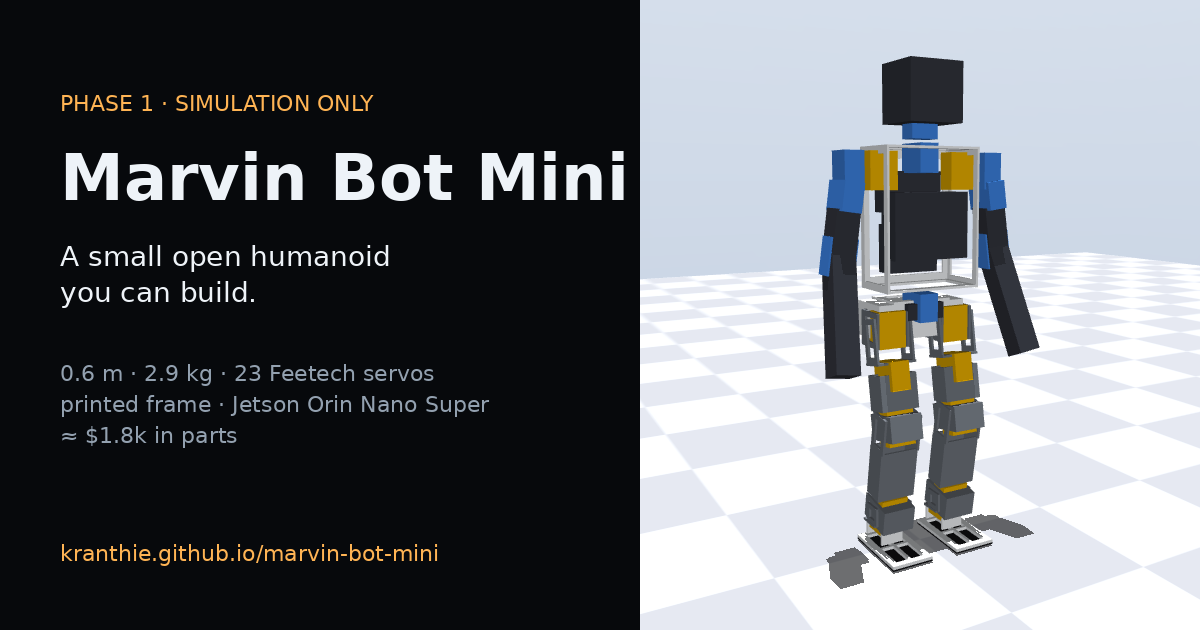 PHASE 1 · SIMULATION ONLY
Marvin Bot Mini
A small open humanoid
you can build.
0.6 m · 2.9 kg · 23 Feetech servos
printed frame · Jetson Orin Nano Super
≈ $1.8k in parts
kranthie.github.io/marvin-bot-mini